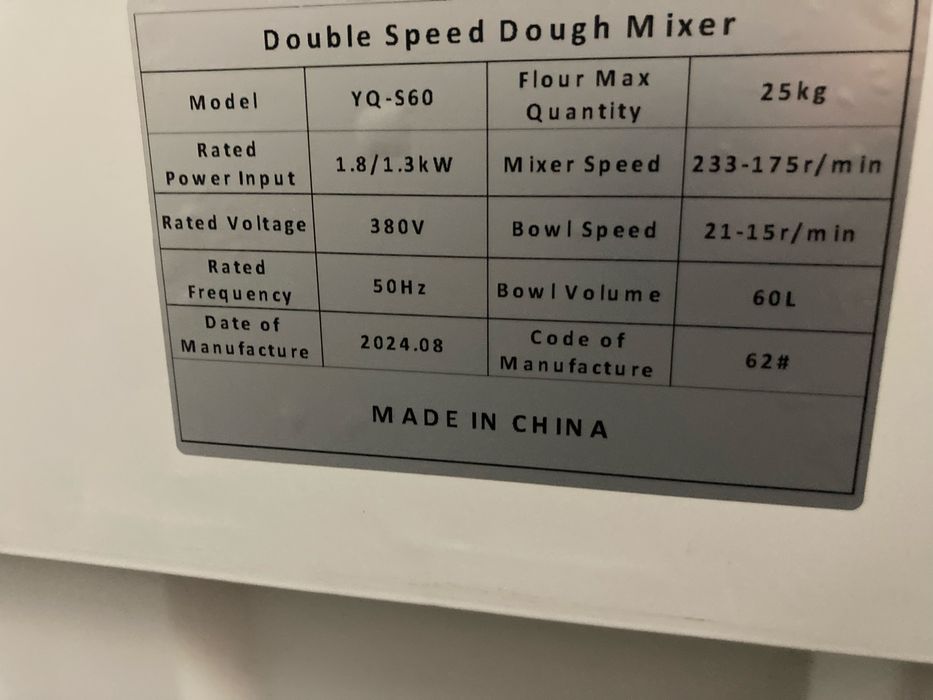 Double Speed Dough Mixer
Model YQ-S60 Flour Max Quantity 25kg
Rated Power Input 1.8/1.3kW Mixer Speed 233-175r/min
Rated Voltage 380V Bowl Speed 21-15r/min
Rated Frequency 50Hz Bowl Volume 60L
Date of Manufacture 2024.08 Code of Manufacture 62#
MADE IN CHINA